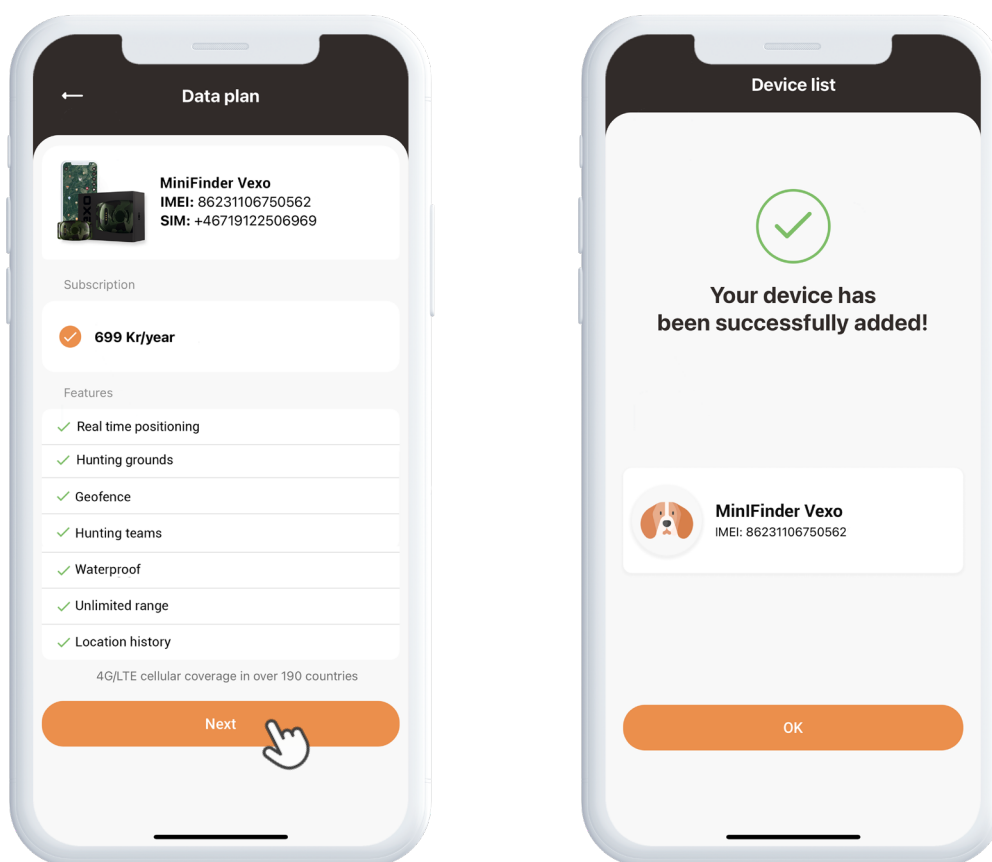 Data plan
MiniFinder Vexo
IMEI: 86231106750562
SIM: +46719122506969
Subscription
699 Kr/year
Features
Real time positioning
Hunting grounds
Geofence
Hunting teams
Waterproof
Unlimited range
Location history
4G/LTE cellular coverage in over 190 countries
Next
Device list
Your device has
been successfully added!
MinIFinder Vexo
IMEI: 86231106750562
OK